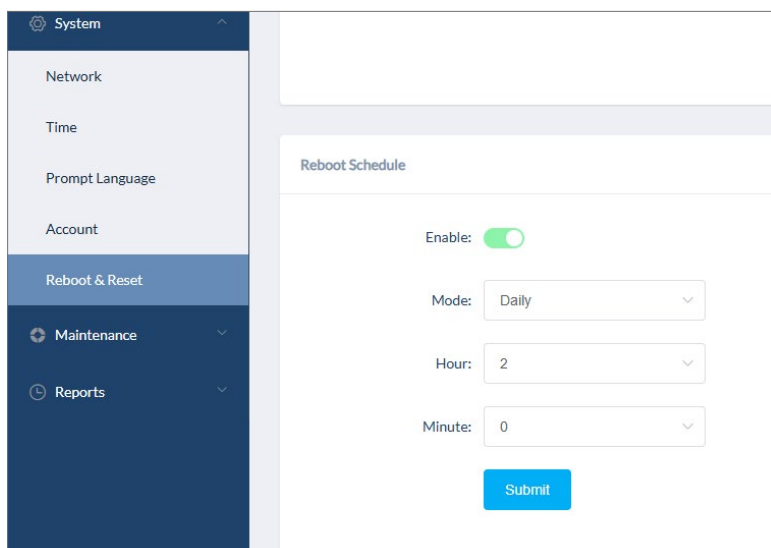 System
Network
Time
Prompt Language
Account
Reboot & Reset
Maintenance
Reports
Reboot Schedule
Enable:
Mode: Daily
Hour: 2
Minute: 0
Submit